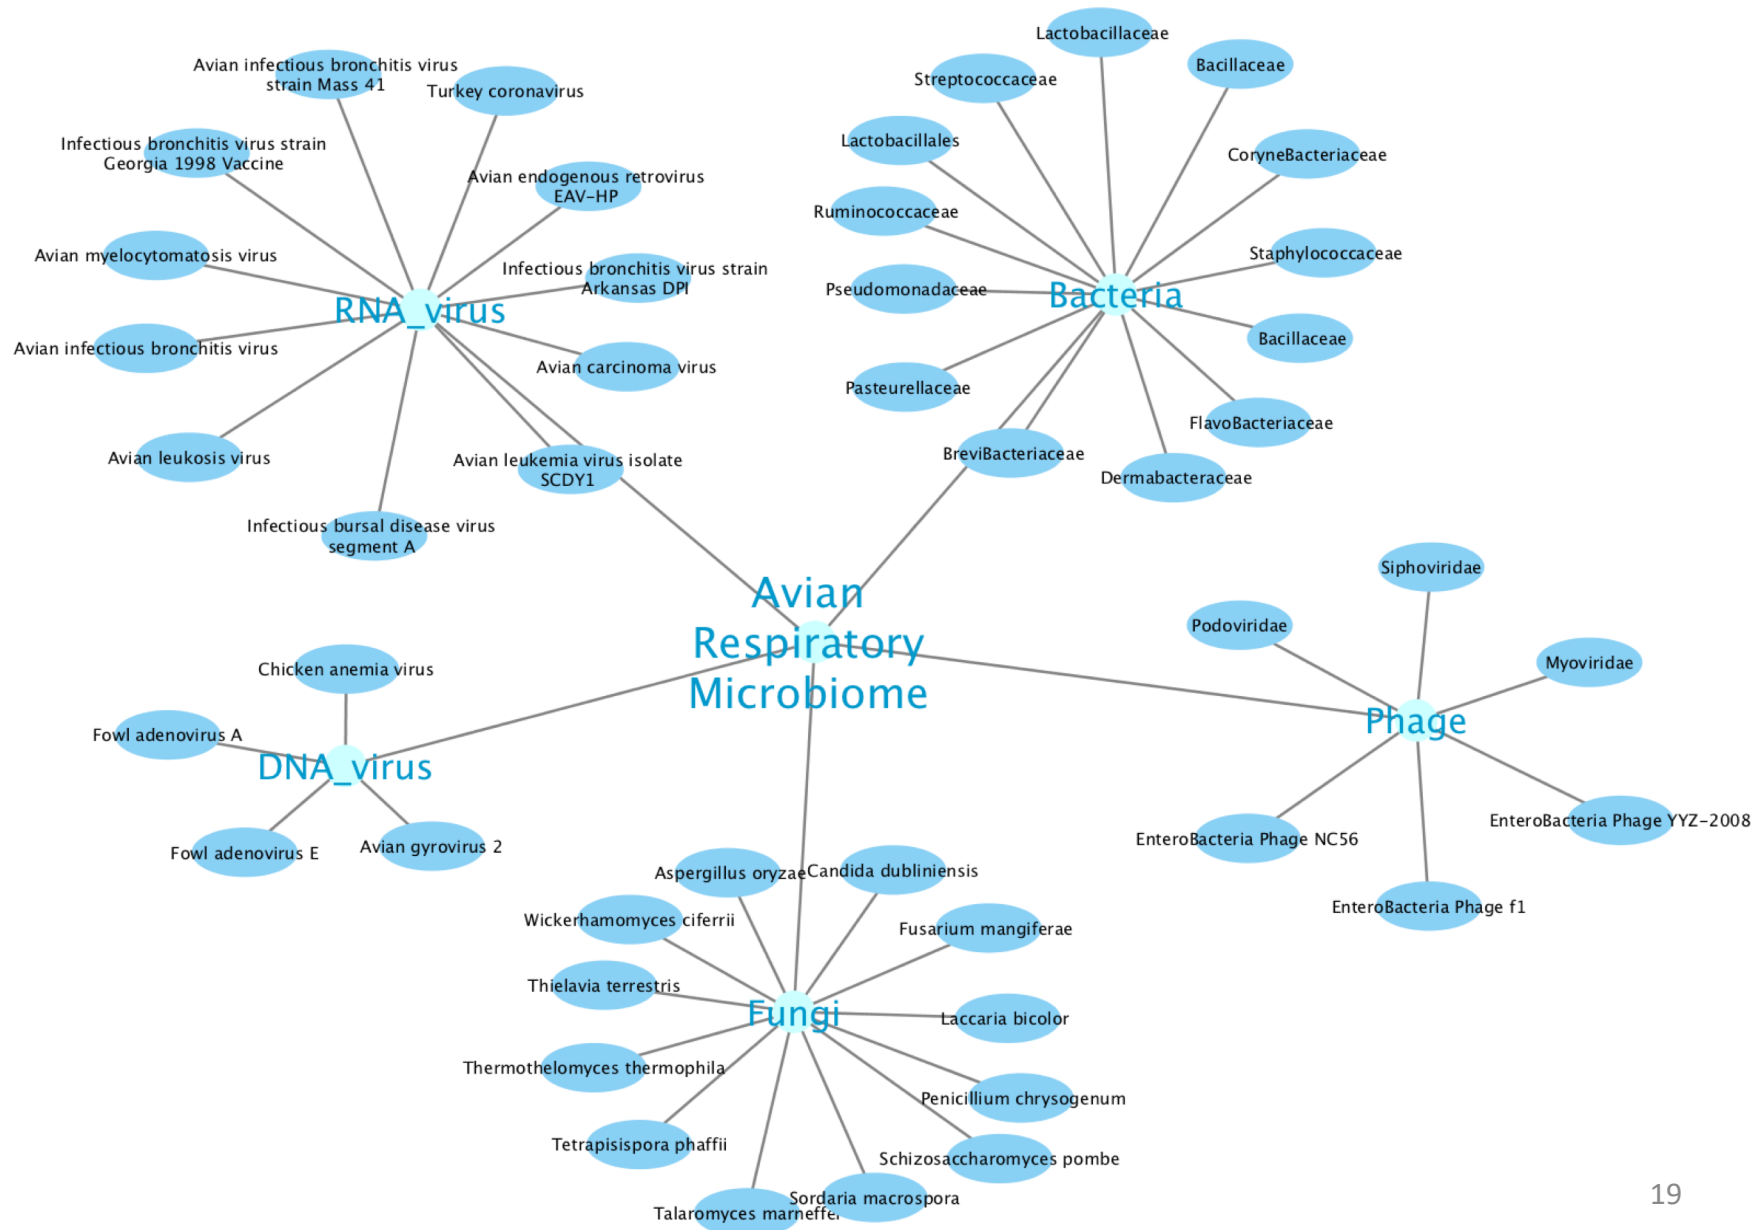 Avian infectious bronchitis virus
strain Mass 41
Turkey coronavirus
Infectious bronchitis virus strain
Georgia 1998 Vaccine
Avian endogenous retrovirus
EAV-HP
Avian myelocytomatosis virus
Infectious bronchitis virus strain
Arkansas DPI
RNA_virus
Avian infectious bronchitis virus
Avian carcinoma virus
Avian leukosis virus
Avian leukemia virus isolate
SCDY1
Infectious bursal disease virus
segment A
Lactobacillaceae
Bacillaceae
Streptococcaceae
Lactobacillales
CoryneBacteriaceae
Ruminococcaceae
Staphylococcaceae
Pseudomonadaceae
Bacteria
Bacillaceae
Pasteurellaceae
FlavoBacteriaceae
BreviBacteriaceae
Dermabacteraceae
Avian
Respiratory
Microbiome
Siphoviridae
Podoviridae
Myoviridae
Phage
EnteroBacteria Phage YYZ-2008
EnteroBacteria Phage NC56
EnteroBacteria Phage f1
Chicken anemia virus
Fowl adenovirus A
DNA_virus
Fowl adenovirus E
Avian gyrovirus 2
Aspergillus oryzae
Candida dubliniensis
Wickerhamomyces ciferrii
Fusarium mangiferae
Thielavia terrestris
Fungi
Laccaria bicolor
Thermothelomyces thermophila
Penicillium chrysogenum
Tetrapisispora phaffii
Schizosaccharomyces pombe
Sordaria macrospora
Talaromyces
19